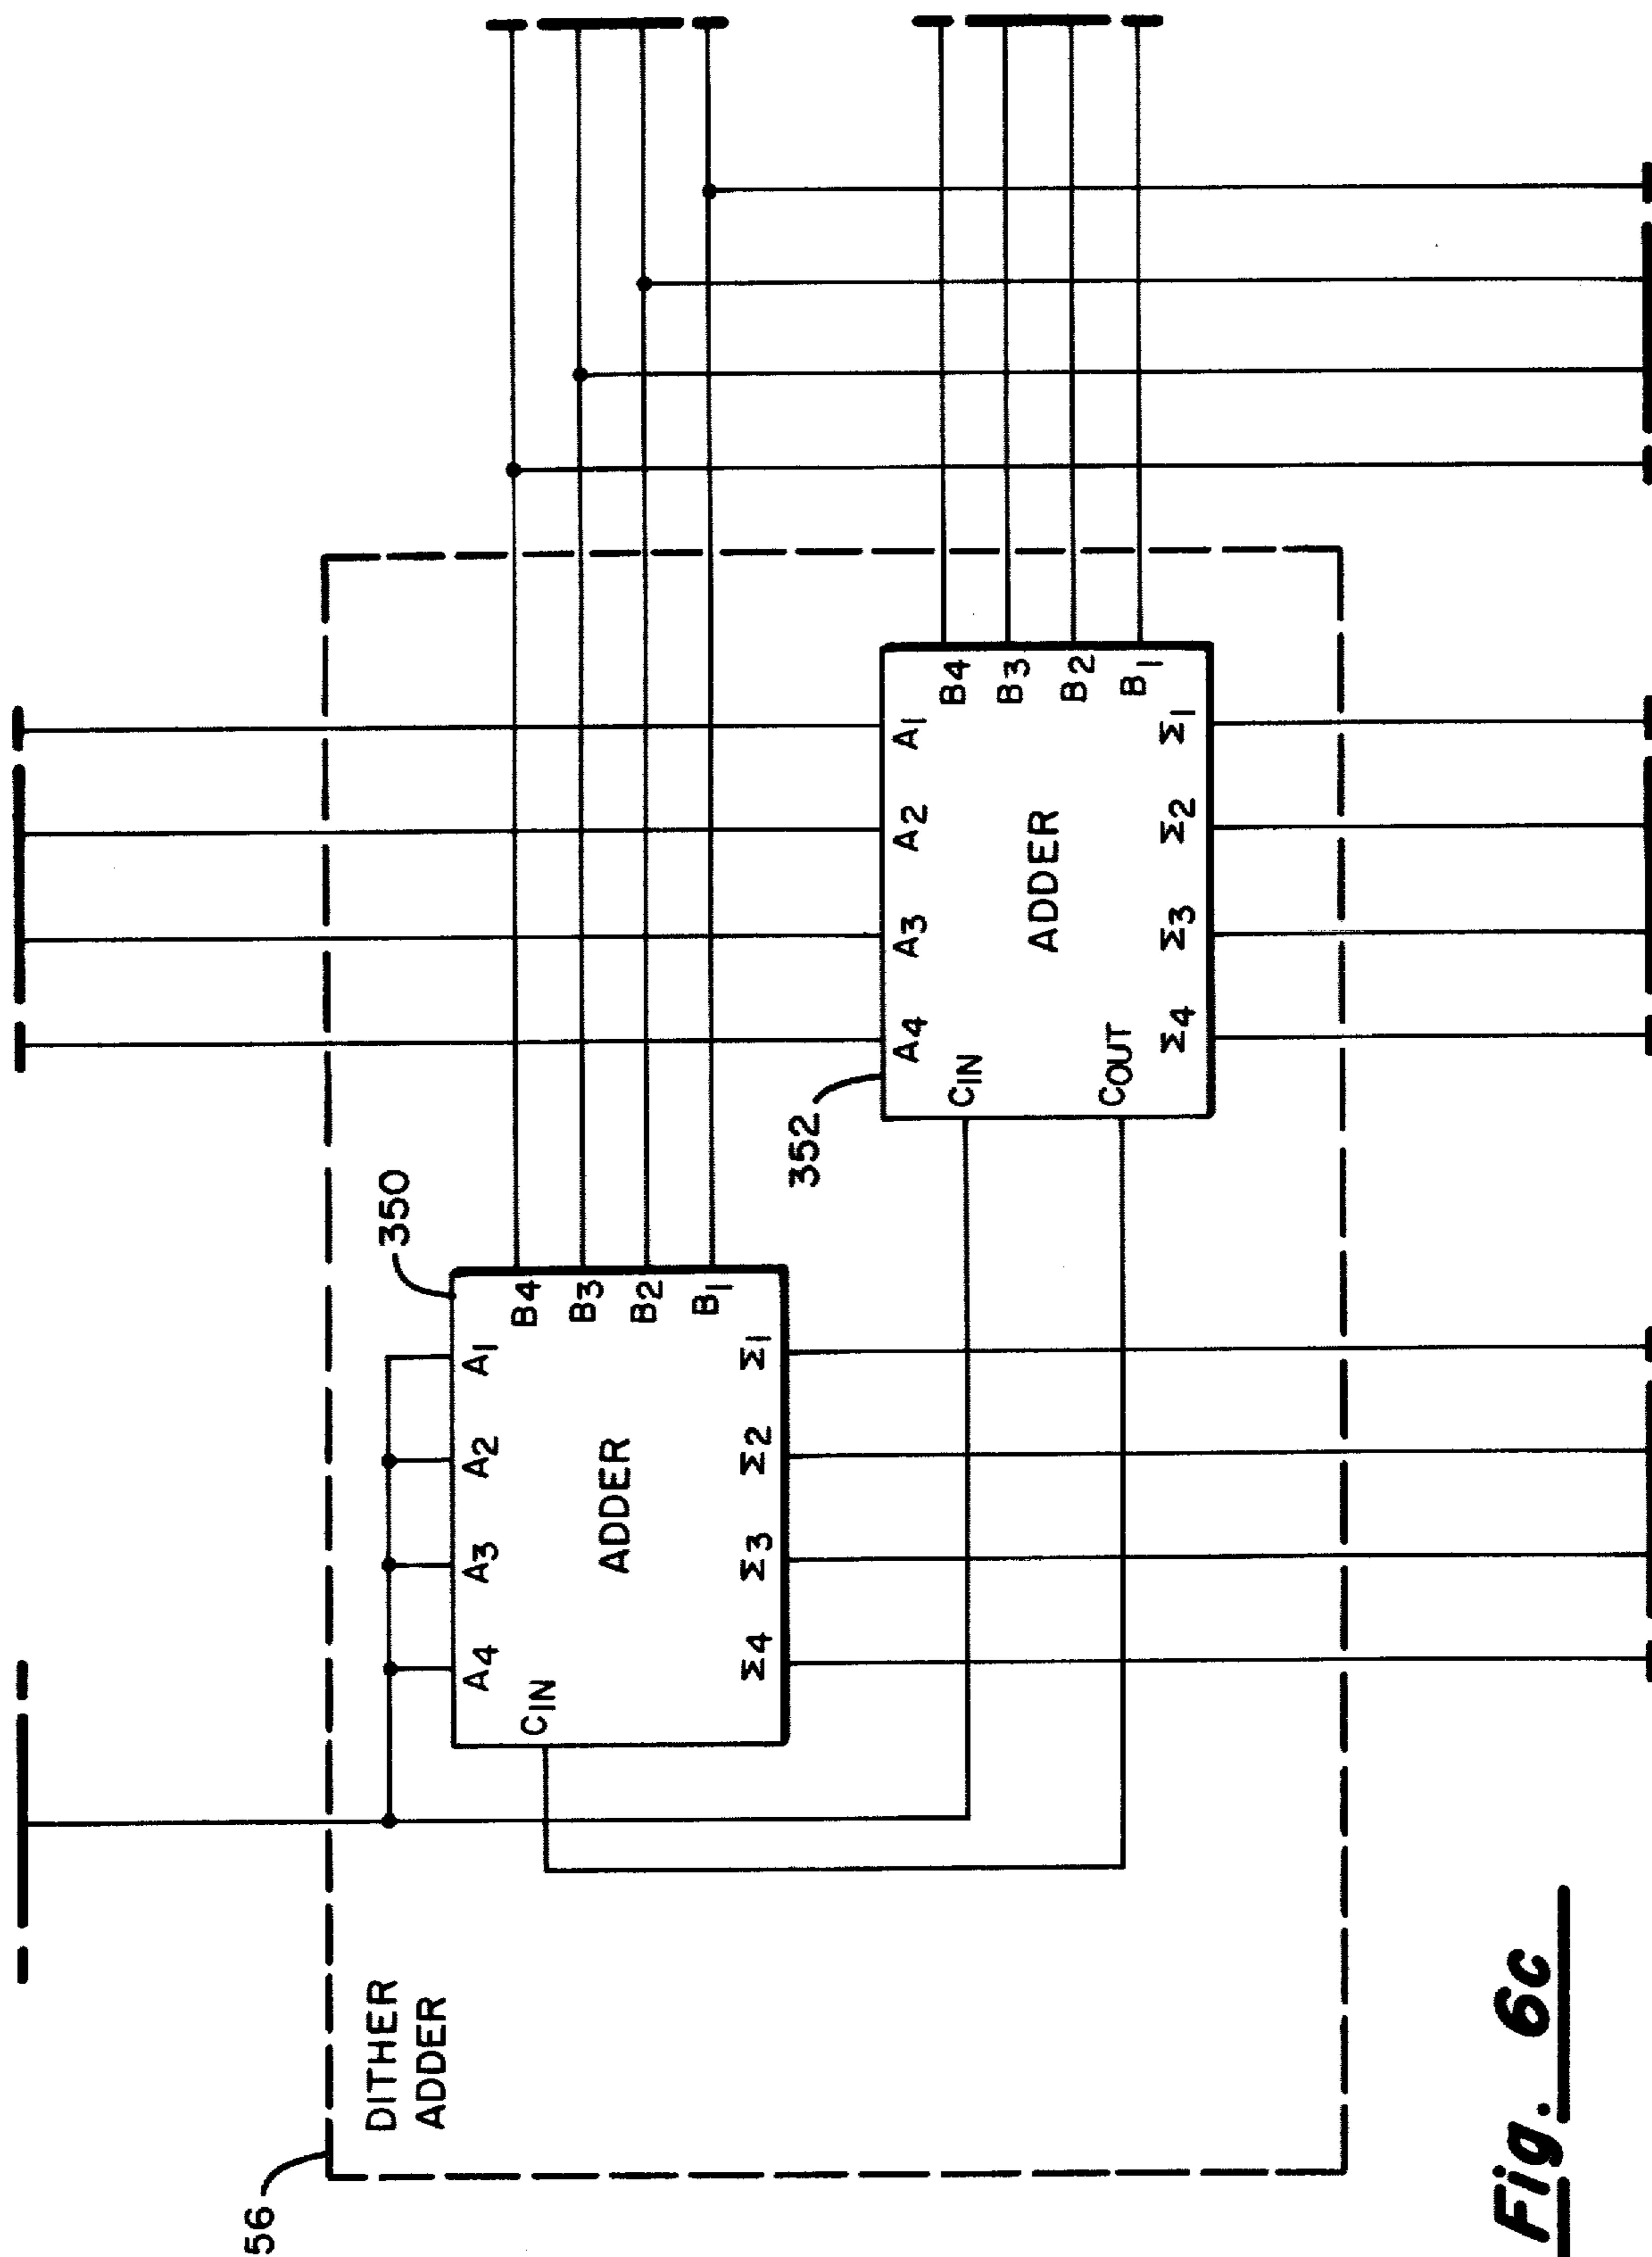 56
DITHER
ADDER
350
A4 A3 A2 A1
CIN
B4
B3
B2
B1
ADDER
Σ4 Σ3 Σ2 Σ1
352
A4 A3 A2 A1
CIN
B4
B3
B2
B1
ADDER
COUT
Σ4 Σ3 Σ2 Σ1
Fig. 6c